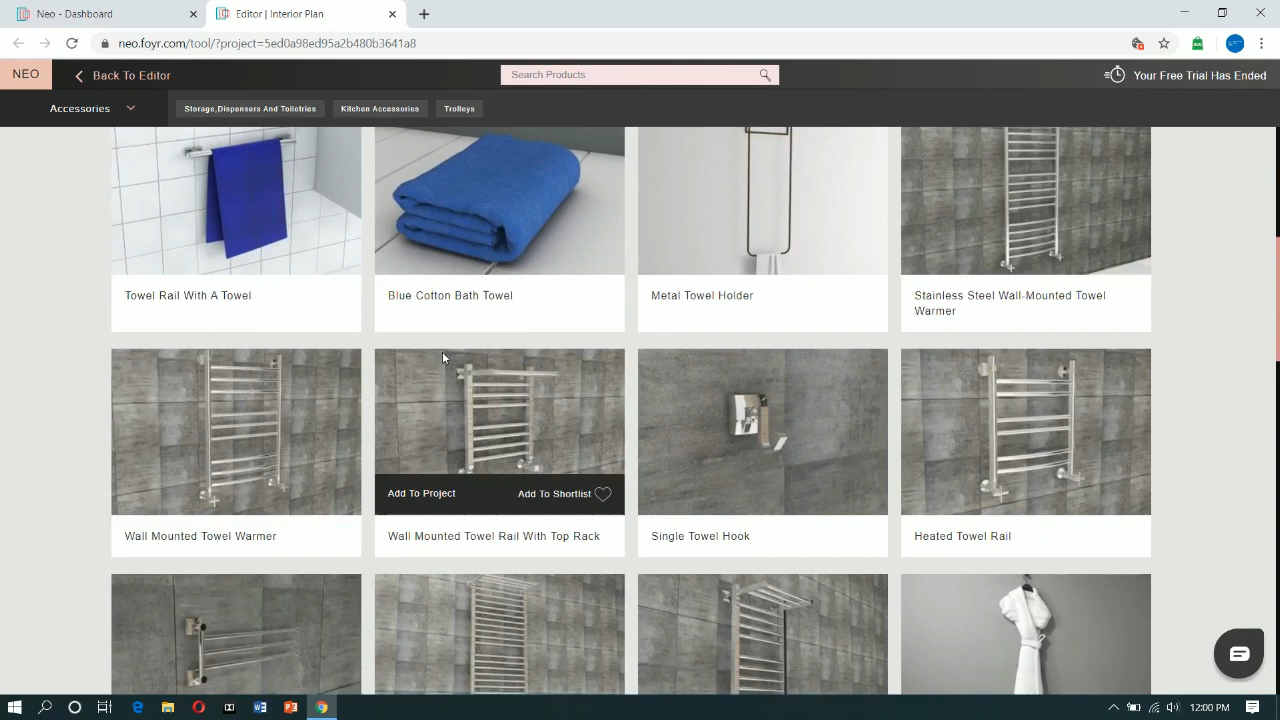 Neo - Dashboard
Editor | Interior Plan
neo.foyr.com/tool/?project=5ed0a98ed95a2b480b3641a8
NEO
Back To Editor
Search Products
Your Free Trial Has Ended
Accessories
Storage,Dispensers And Toiletries
Kitchen Accessories
Trolleys
Towel Rail With A Towel
Blue Cotton Bath Towel
Metal Towel Holder
Stainless Steel Wall-Mounted Towel
Warmer
Add To Project
Add To Shortlist
Wall Mounted Towel Warmer
Wall Mounted Towel Rail With Top Rack
Single Towel Hook
Heated Towel Rail
12:00 PM